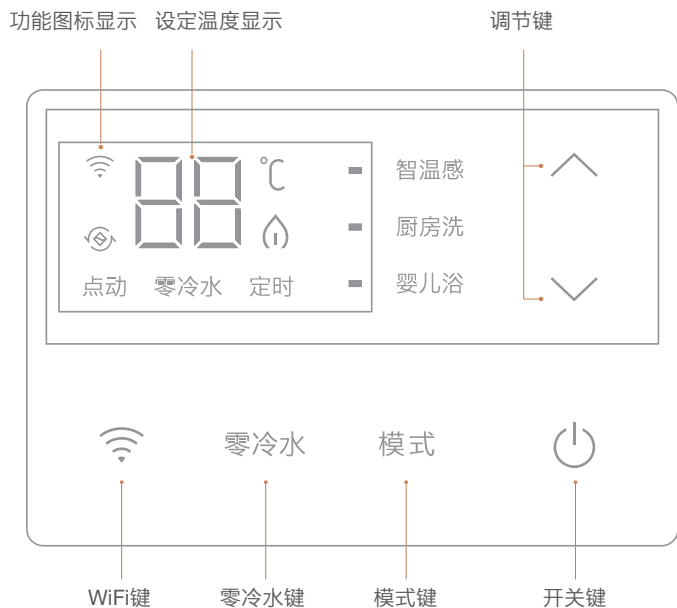 功能图标显示 设定温度显示 调节键
88 ℃ 智温感
厨房洗
点动 零冷水 定时 婴儿浴
零冷水 模式
WiFi键 零冷水键 模式键 开关键